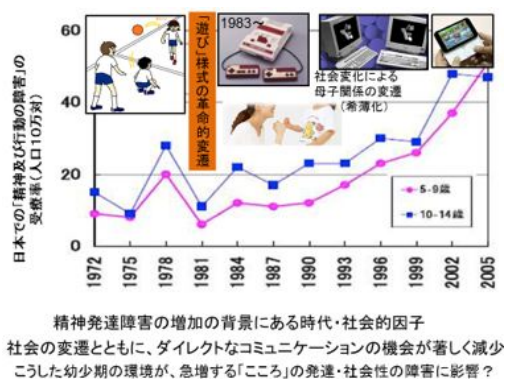 「遊び」様式の革命的変遷
1983~
社会変化による
母子関係の変遷
（希薄化）
日本での「精神及び行動の障害」の
受療率（人口10万対）
60
40
20
0
5-9歳
10-14歳
1972
1975
1978
1981
1984
1987
1990
1993
1996
1999
2002
2005
精神発達障害の増加の背景にある時代・社会的因子
社会の変遷とともに、ダイレクトなコミュニケーションの機会が著しく減少
こうした幼少期の環境が、急増する「こころ」の発達・社会性の障害に影響？